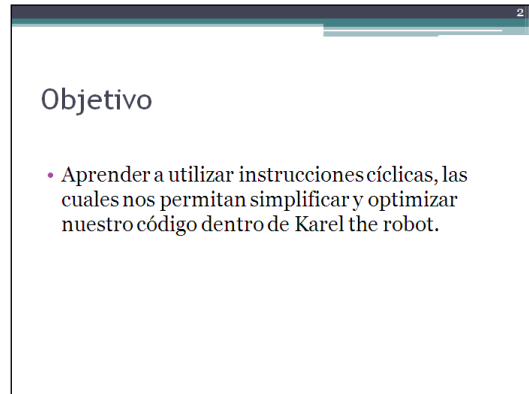 2
Objetivo
• Aprender a utilizar instrucciones cíclicas, las
cuales nos permitan simplificar y optimizar
nuestro código dentro de Karel the robot.